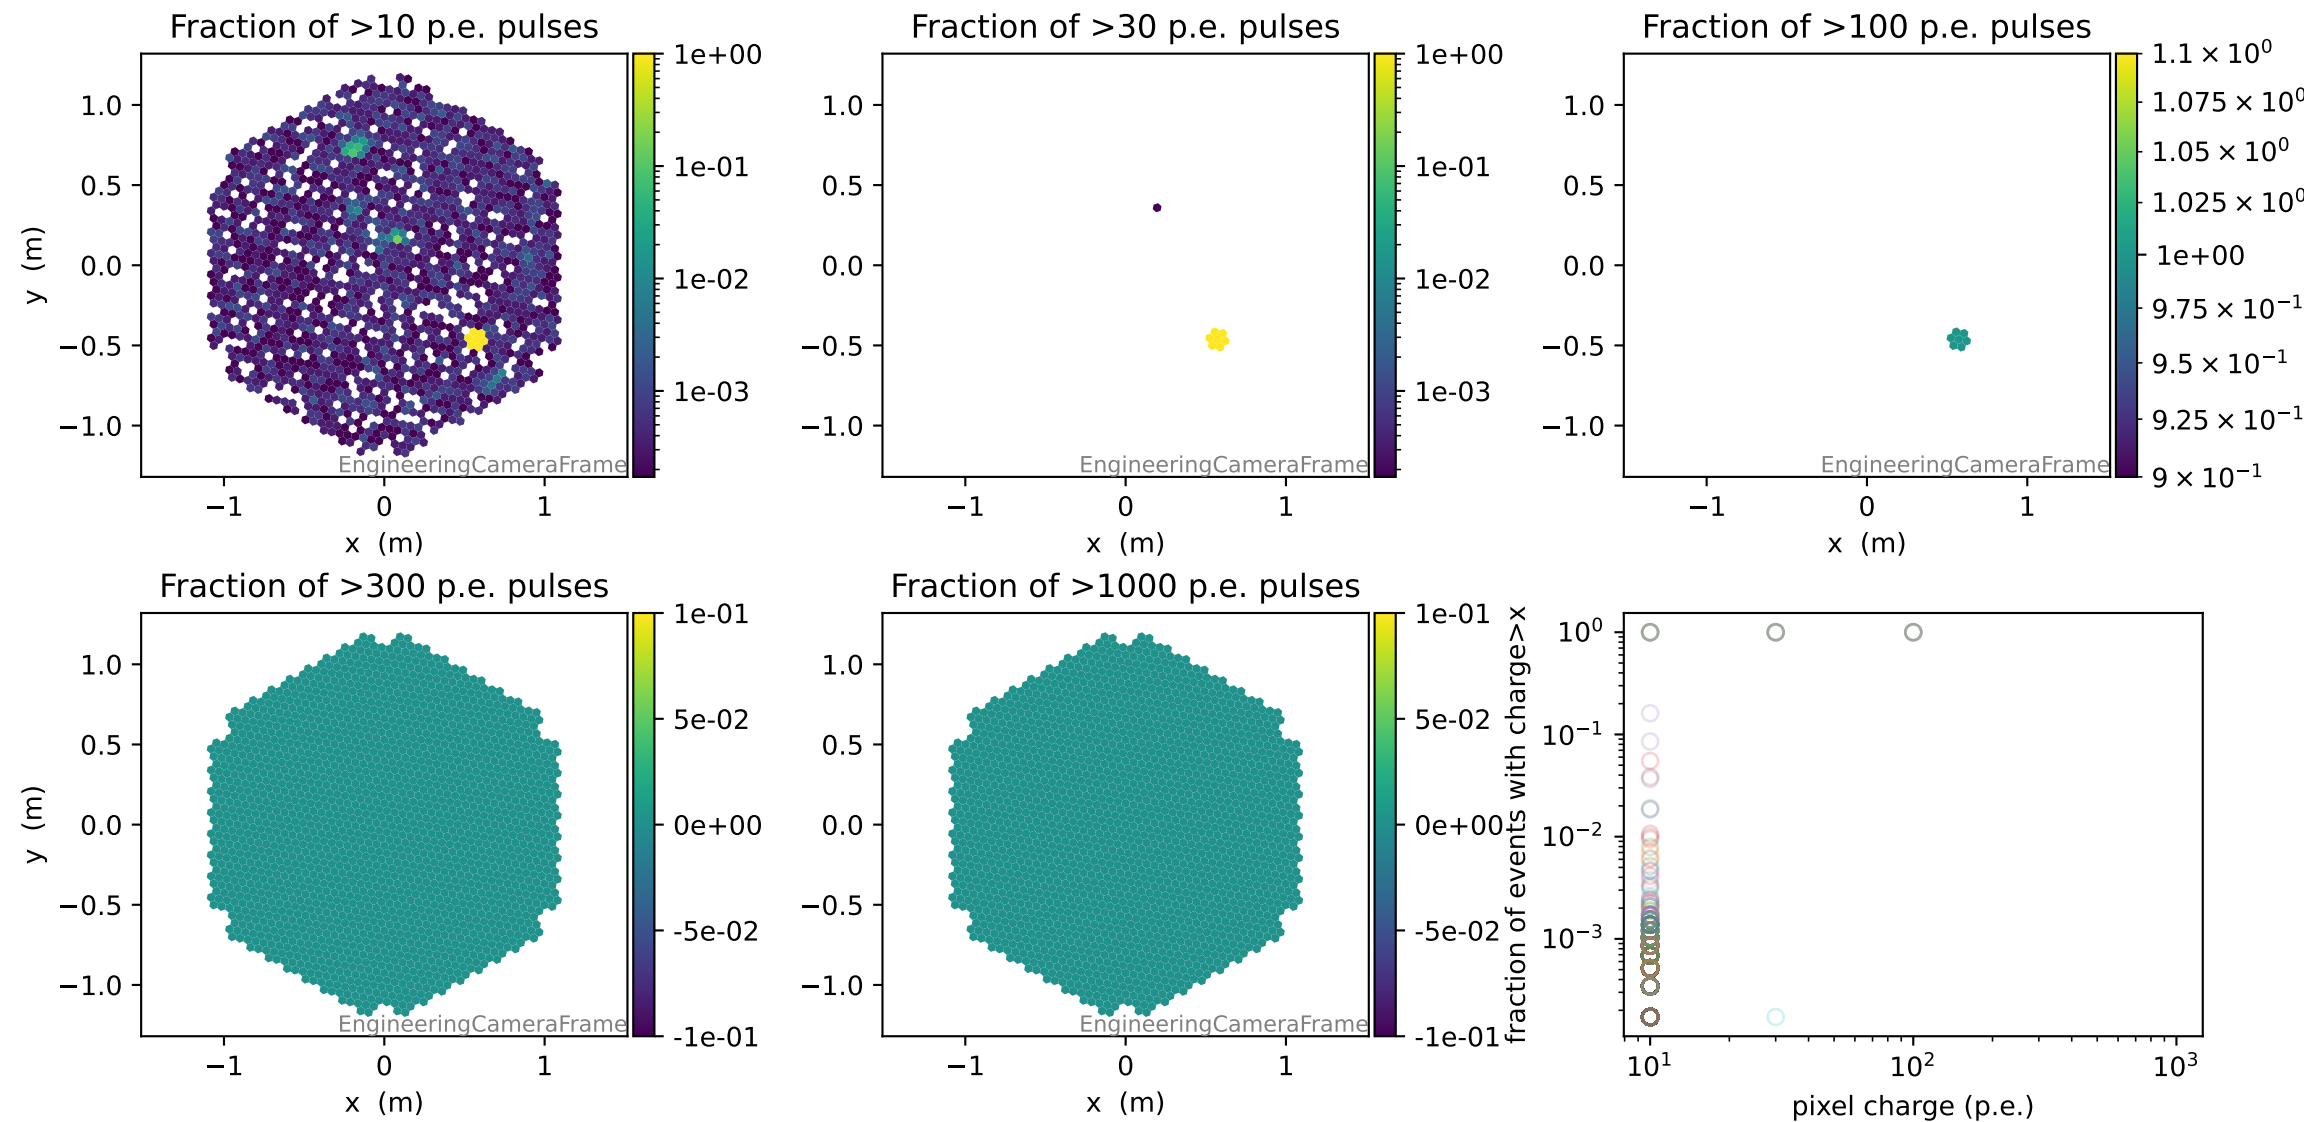 Fraction of >10 p.e. pulses
1.0
0.5
0.0
−0.5
−1.0
y (m)
−1
0
1
x (m)
EngineeringCameraFrame
1e+00
1e-01
1e-02
1e-03
Fraction of >30 p.e. pulses
1.0
0.5
0.0
−0.5
−1.0
−1
0
1
x (m)
EngineeringCameraFrame
1e+00
1e-01
1e-02
1e-03
Fraction of >100 p.e. pulses
1.0
0.5
0.0
−0.5
−1.0
−1
0
1
x (m)
EngineeringCameraFrame
1.1 × 10⁰
1.075 × 10⁰
1.05 × 10⁰
1.025 × 10⁰
1e+00
9.75 × 10⁻¹
9.5 × 10⁻¹
9.25 × 10⁻¹
9 × 10⁻¹
Fraction of >300 p.e. pulses
1.0
0.5
0.0
−0.5
−1.0
y (m)
−1
0
1
x (m)
EngineeringCameraFrame
1e-01
5e-02
0e+00
-5e-02
-1e-01
Fraction of >1000 p.e. pulses
1.0
0.5
0.0
−0.5
−1.0
−1
0
1
x (m)
EngineeringCameraFrame
1e-01
5e-02
0e+00
-5e-02
-1e-01
fraction of events with charge>x
10⁰
10⁻¹
10⁻²
10⁻³
10¹
10²
10³
pixel charge (p.e.)